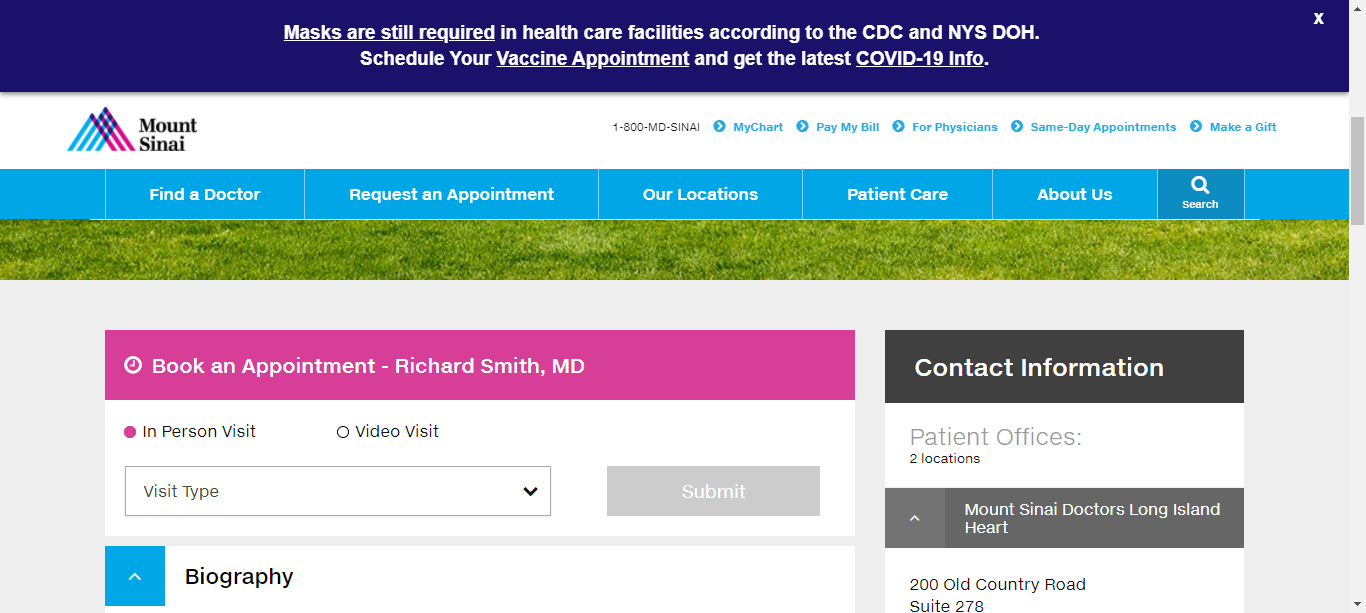 Masks are still required in health care facilities according to the CDC and NYS DOH.
Schedule Your Vaccine Appointment and get the latest COVID-19 Info.
X
Mount
Sinai
1-800-MD-SINAI MyChart Pay My Bill For Physicians Same-Day Appointments Make a Gift
Find a Doctor Request an Appointment Our Locations Patient Care About Us Search
Book an Appointment - Richard Smith, MD
In Person Visit Video Visit
Visit Type Submit
Biography
Contact Information
Patient Offices:
2 locations
Mount Sinai Doctors Long Island
Heart
200 Old Country Road
Suite 278